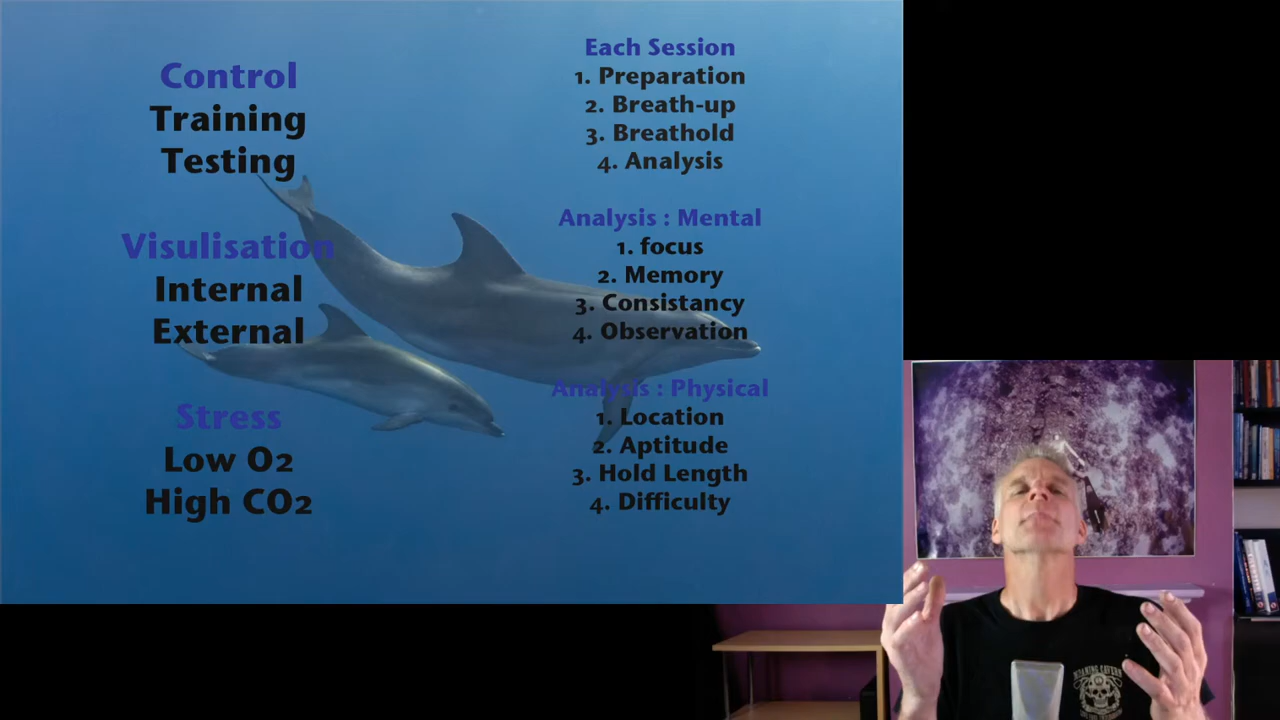 Control
Training
Testing
Visulisation
Internal
External
Stress
Low O2
High CO2
Each Session
1. Preparation
2. Breath-up
3. Breathold
4. Analysis
Analysis : Mental
1. focus
2. Memory
3. Consistancy
4. Observation
Analysis : Physical
1. Location
2. Aptitude
3. Hold Length
4. Difficulty